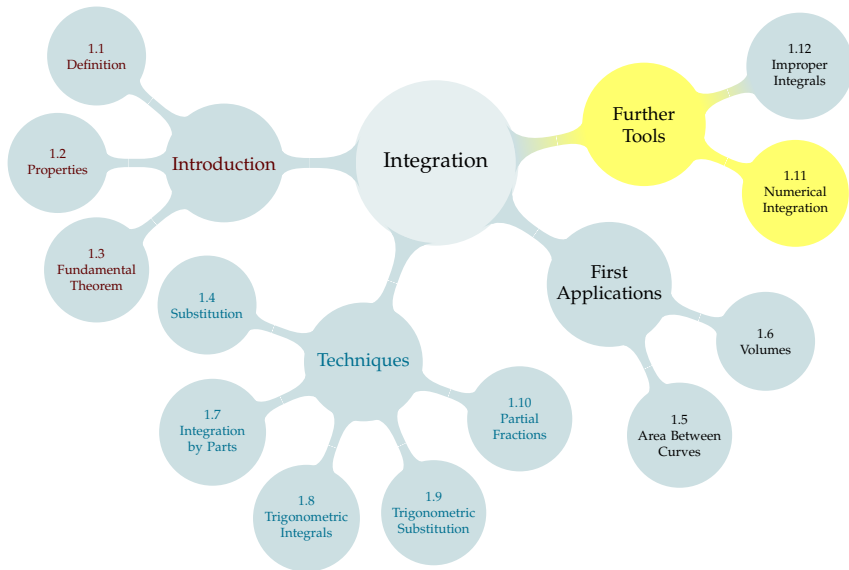 Integration
Introduction
1.1
Definition
1.2
Properties
1.3
Fundamental
Theorem
Techniques
1.4
Substitution
1.7
Integration
by Parts
1.8
Trigonometric
Integrals
1.9
Trigonometric
Substitution
1.10
Partial
Fractions
First
Applications
1.5
Area Between
Curves
1.6
Volumes
Further
Tools
1.11
Numerical
Integration
1.12
Improper
Integrals